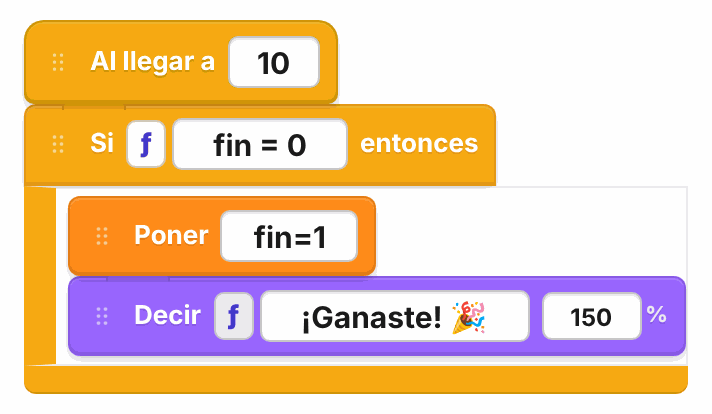 Al llegar a 10
Si ƒ fin = 0 entonces
Poner fin=1
Decir ƒ ¡Ganaste! 🎉 150 %